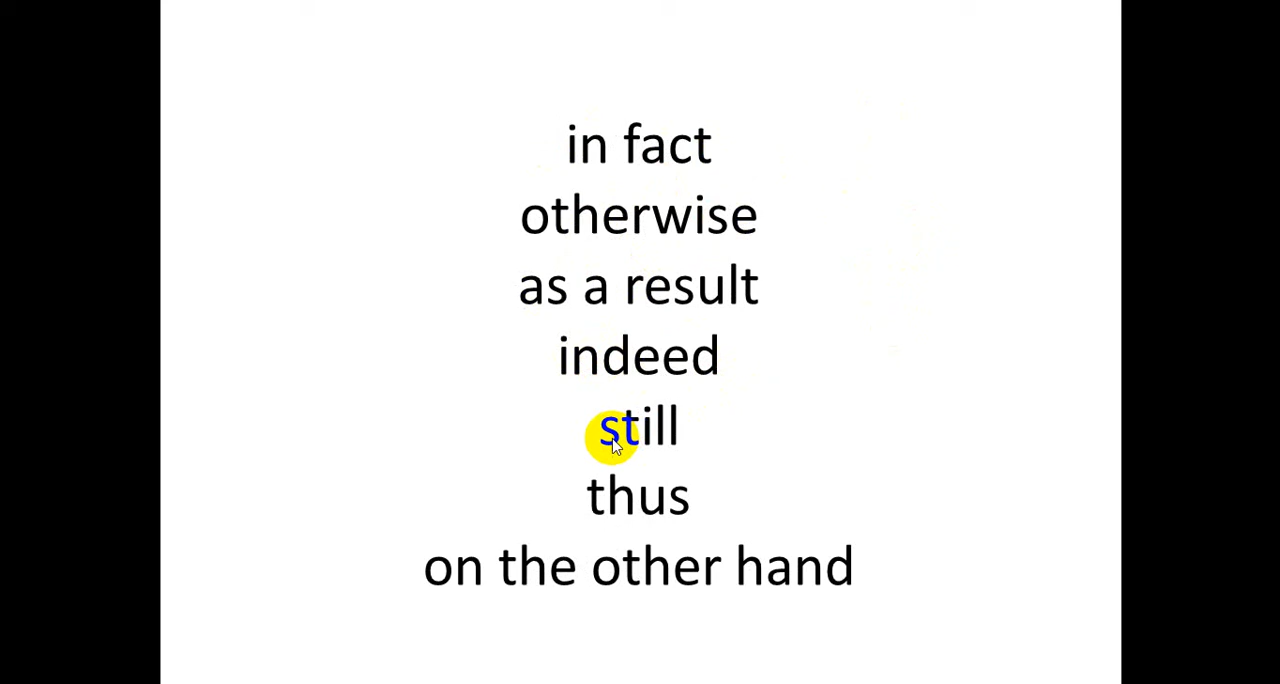 in fact
otherwise
as a result
indeed
still
thus
on the other hand